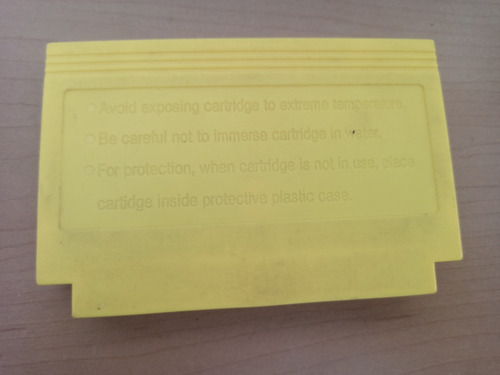 ○Avoid exposing cartridge to extreme temperature.
○Be careful not to immerse cartridge in water.
○For protection, when cartridge is not in use, place
cartidge inside protective plastic case.